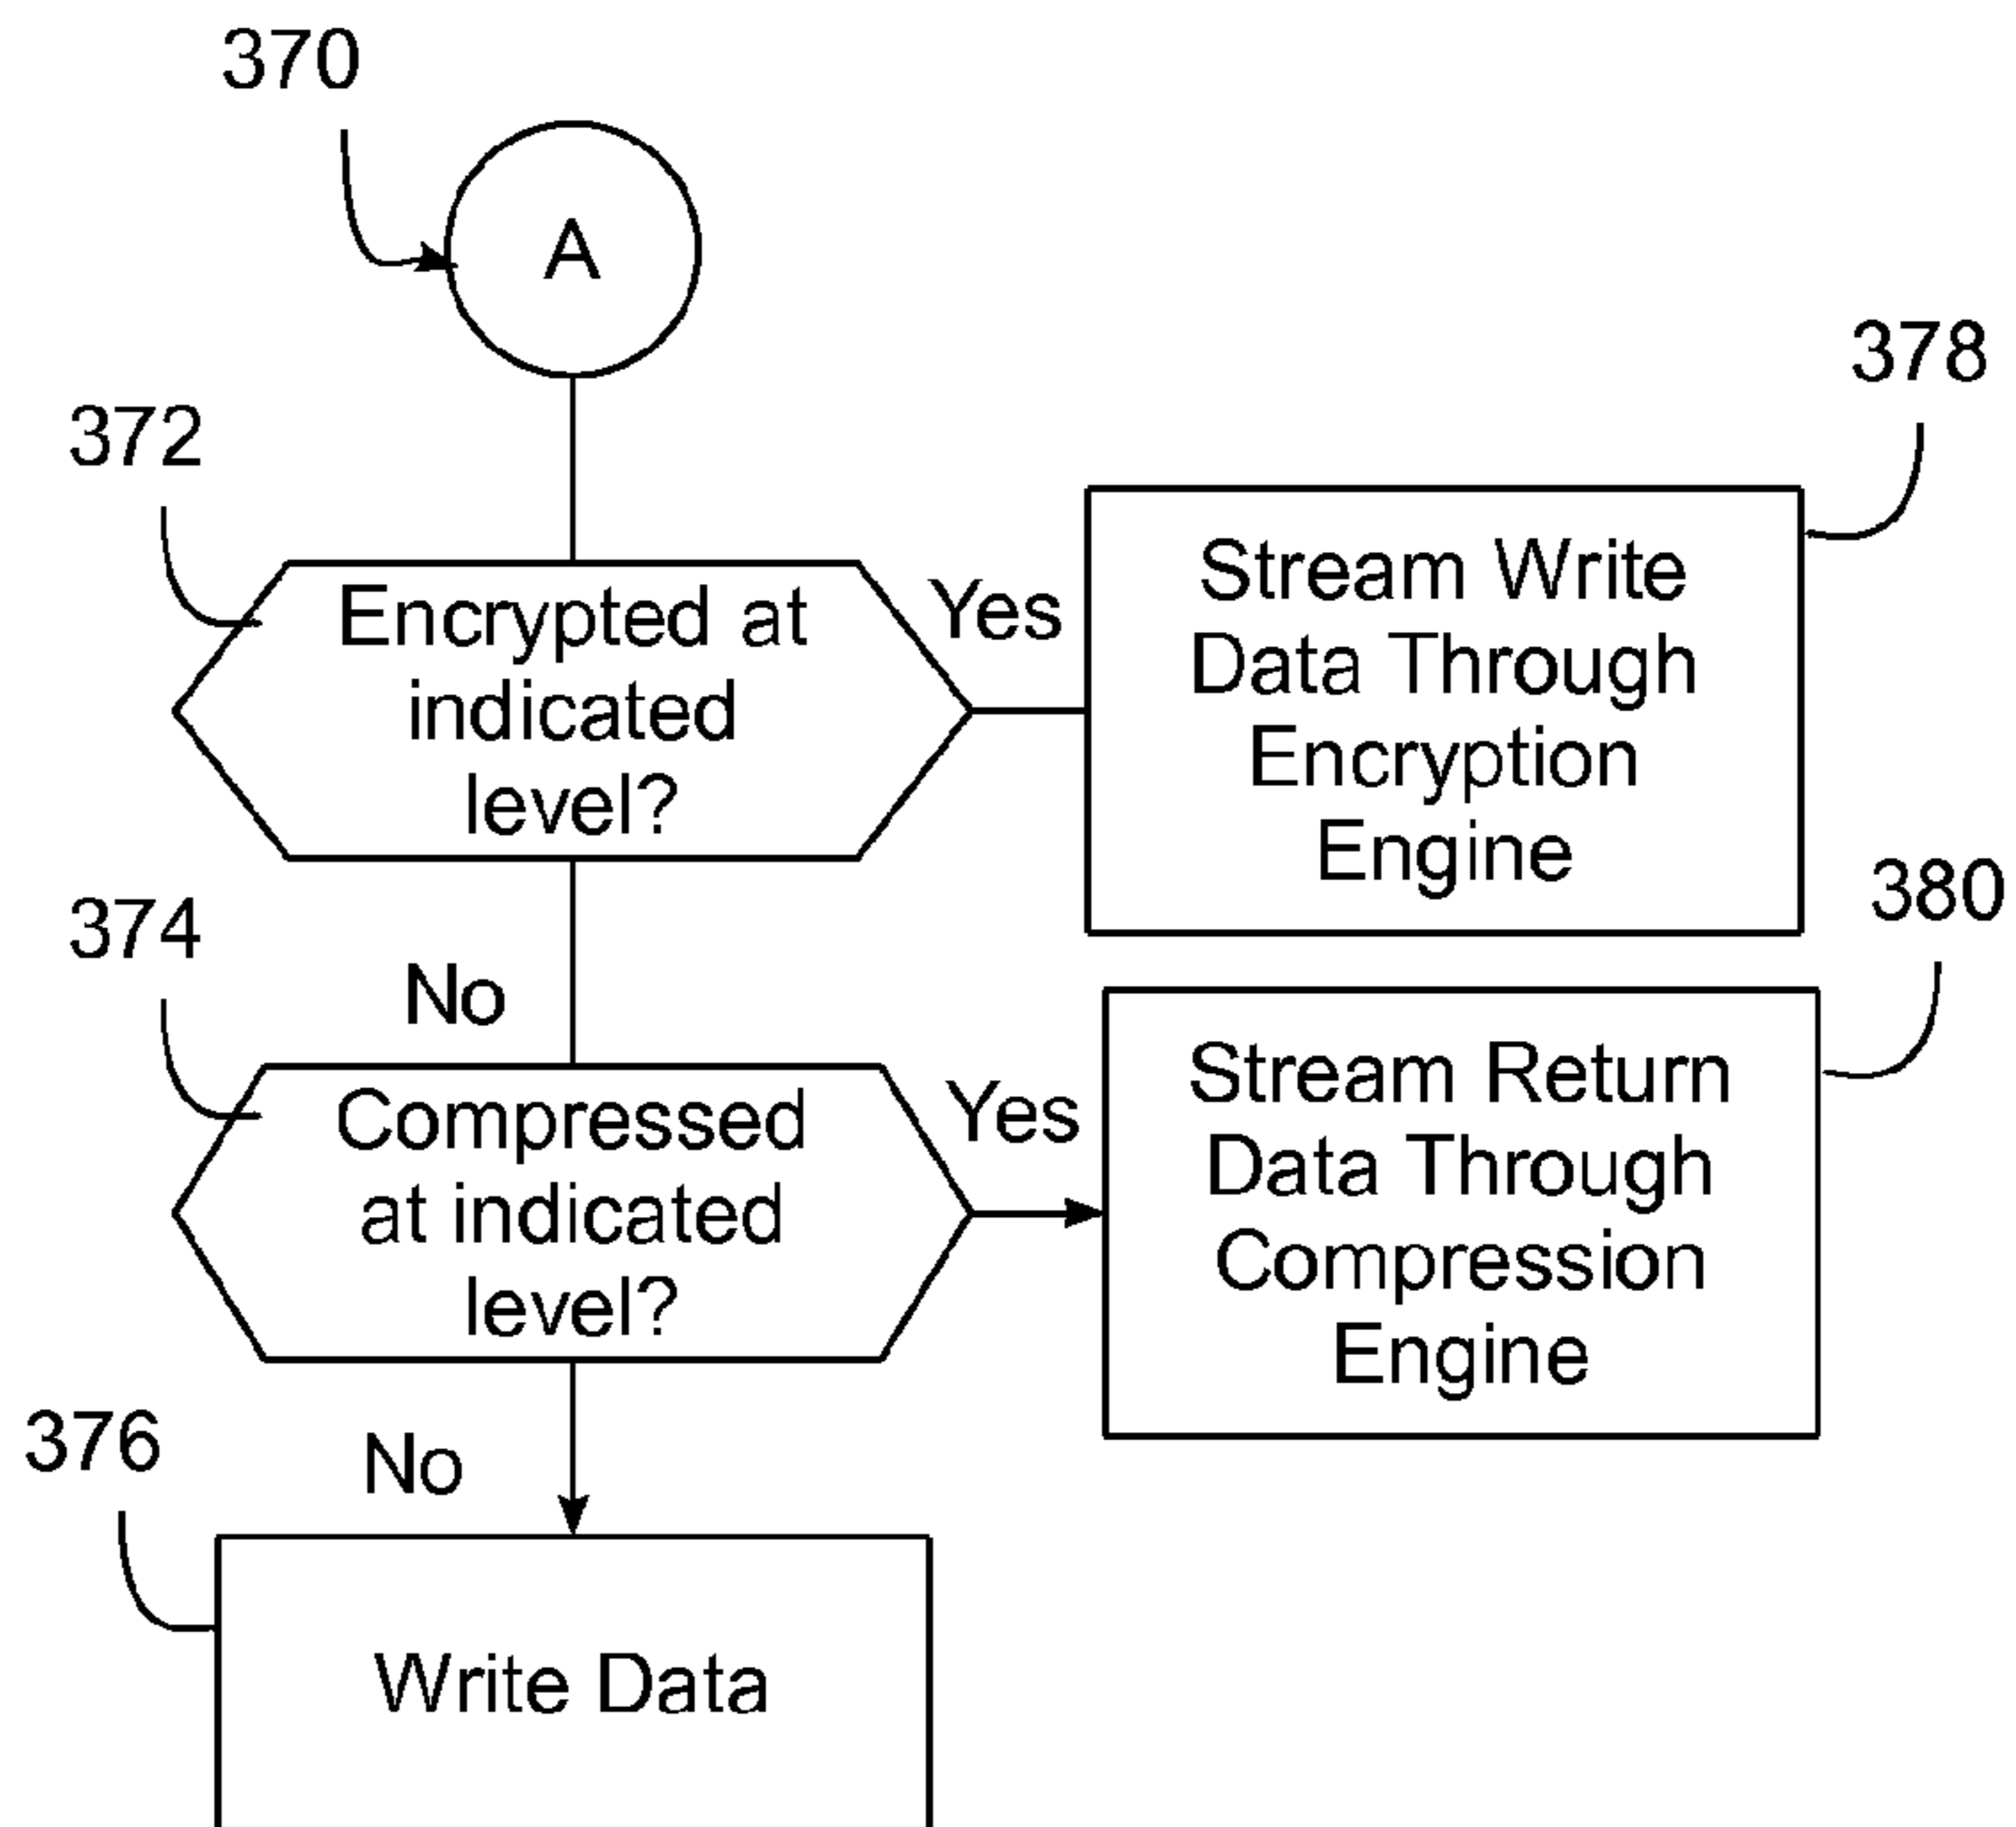 370
A
378
372
Encrypted at
indicated
level?
Yes
Stream Write
Data Through
Encryption
Engine
380
374
No
Compressed
at indicated
level?
Yes
Stream Return
Data Through
Compression
Engine
376
No
Write Data